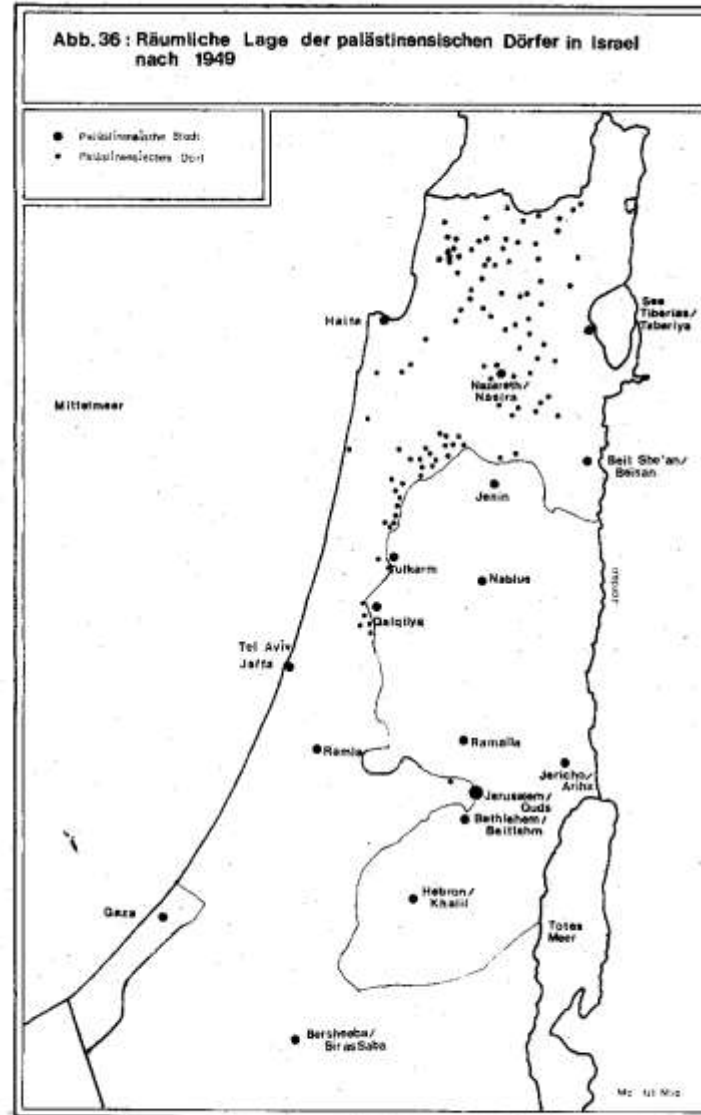 Abb. 36 : Räumliche Lage der palästinensischen Dörfer in Israel
nach 1949
Palästinensische Stadt
Palästinensisches Dorf
Haifa
See
Tiberias/
Taberiya
Nazareth/
Nasira
Mittelmeer
Beit She'an/
Beisan
Jenin
Tulkarm
Nablus
Jordan
Qalqilya
Tel Aviv
Jaffa
Ramla
Ramalla
Jericho/
Ariha
Jerusalem/
Quds
Bethlehem/
Beitlehm
Hebron/
Khalil
Gaza
Totes
Meer
Bersheeba/
Bir as Saba